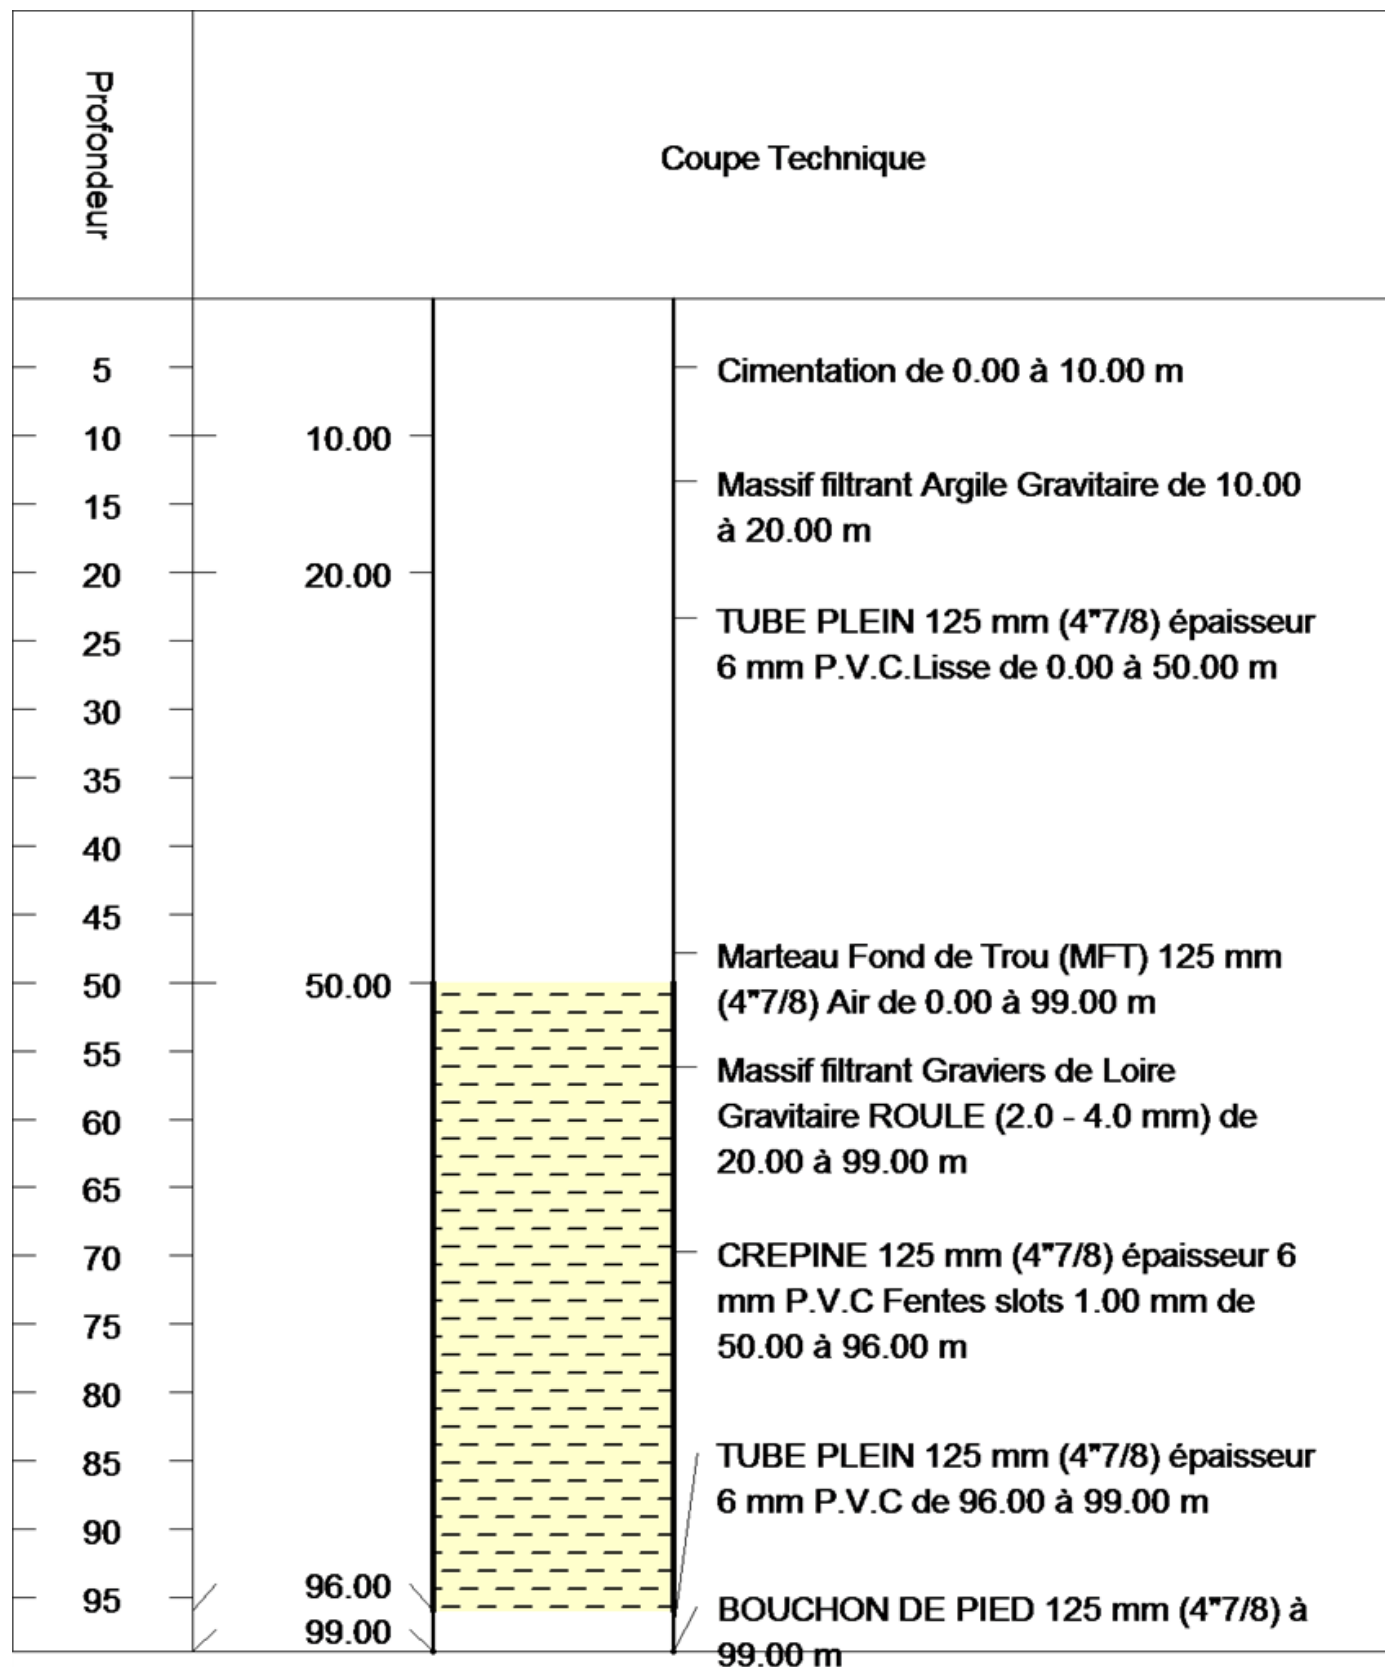 Profondeur
Coupe Technique
5
Cimentation de 0.00 à 10.00 m
10
10.00
Massif filtrant Argile Gravitaire de 10.00
à 20.00 m
15
20
20.00
TUBE PLEIN 125 mm (4"7/8) épaisseur
6 mm P.V.C.Lisse de 0.00 à 50.00 m
25
30
35
40
45
Marteau Fond de Trou (MFT) 125 mm
(4"7/8) Air de 0.00 à 99.00 m
50
50.00
55
Massif filtrant Graviers de Loire
Gravitaire ROULE (2.0 - 4.0 mm) de
20.00 à 99.00 m
60
65
70
CREPINE 125 mm (4"7/8) épaisseur 6
mm P.V.C Fentes slots 1.00 mm de
50.00 à 96.00 m
75
80
85
TUBE PLEIN 125 mm (4"7/8) épaisseur
6 mm P.V.C de 96.00 à 99.00 m
90
95
96.00
99.00
BOUCHON DE PIED 125 mm (4"7/8) à
99.00 m